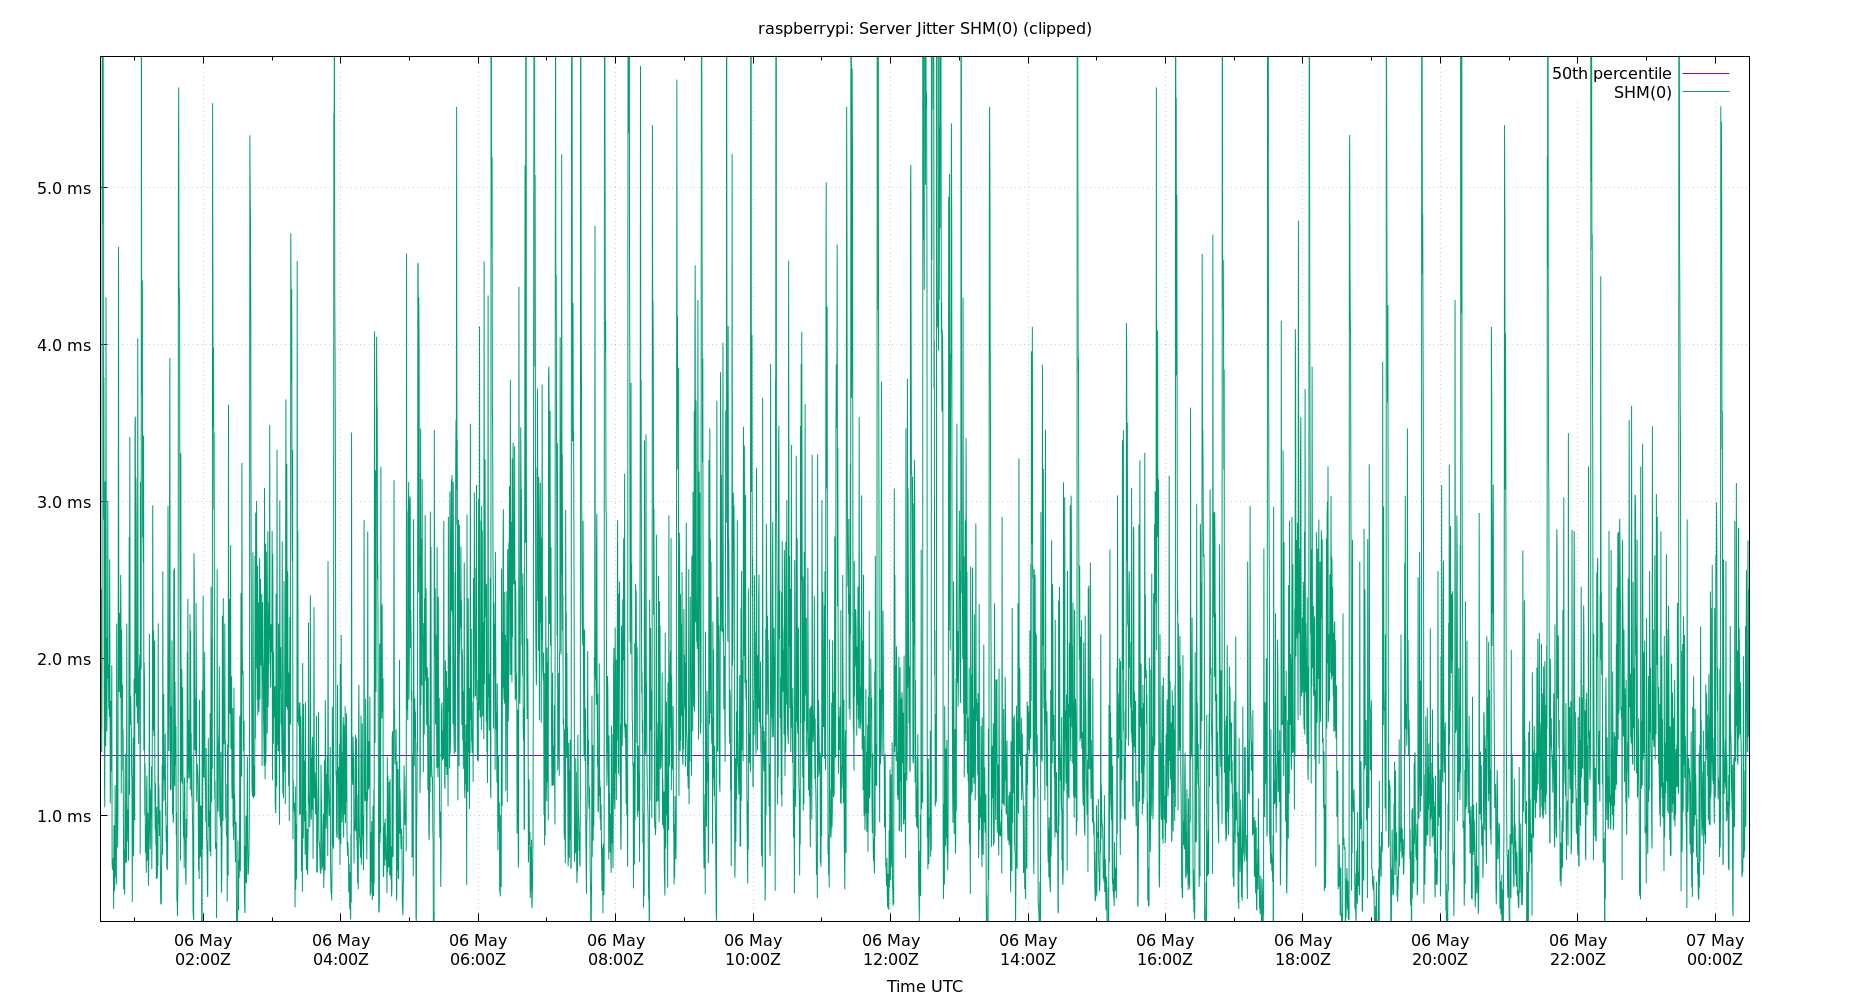 raspberrypi: Server Jitter SHM(0) (clipped)
50th percentile
SHM(0)
5.0 ms
4.0 ms
3.0 ms
2.0 ms
1.0 ms
06 May 06 May 06 May 06 May 06 May 06 May 06 May 06 May 06 May 06 May 06 May 07 May
02:00Z 04:00Z 06:00Z 08:00Z 10:00Z 12:00Z 14:00Z 16:00Z 18:00Z 20:00Z 22:00Z 00:00Z
Time UTC